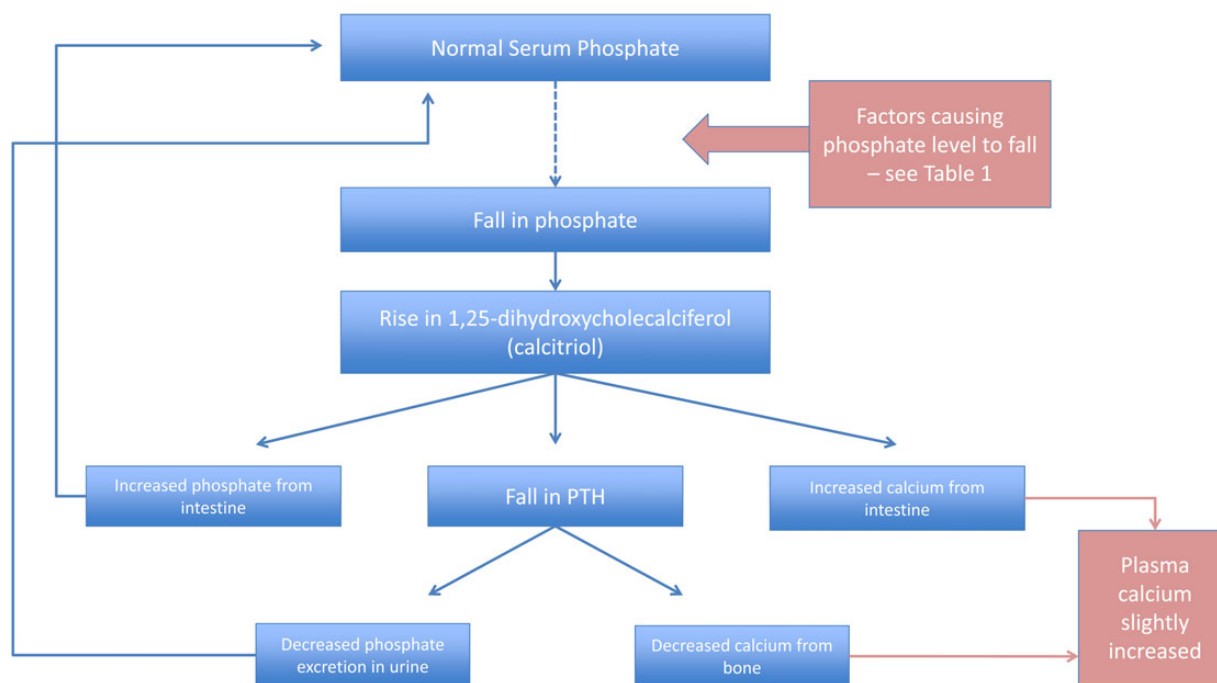 Normal Serum Phosphate
Factors causing
phosphate level to fall
– see Table 1
Fall in phosphate
Rise in 1,25-dihydroxycholecalciferol
(calcitriol)
Increased phosphate from
intestine
Fall in PTH
Increased calcium from
intestine
Plasma
calcium
slightly
increased
Decreased phosphate
excretion in urine
Decreased calcium from
bone